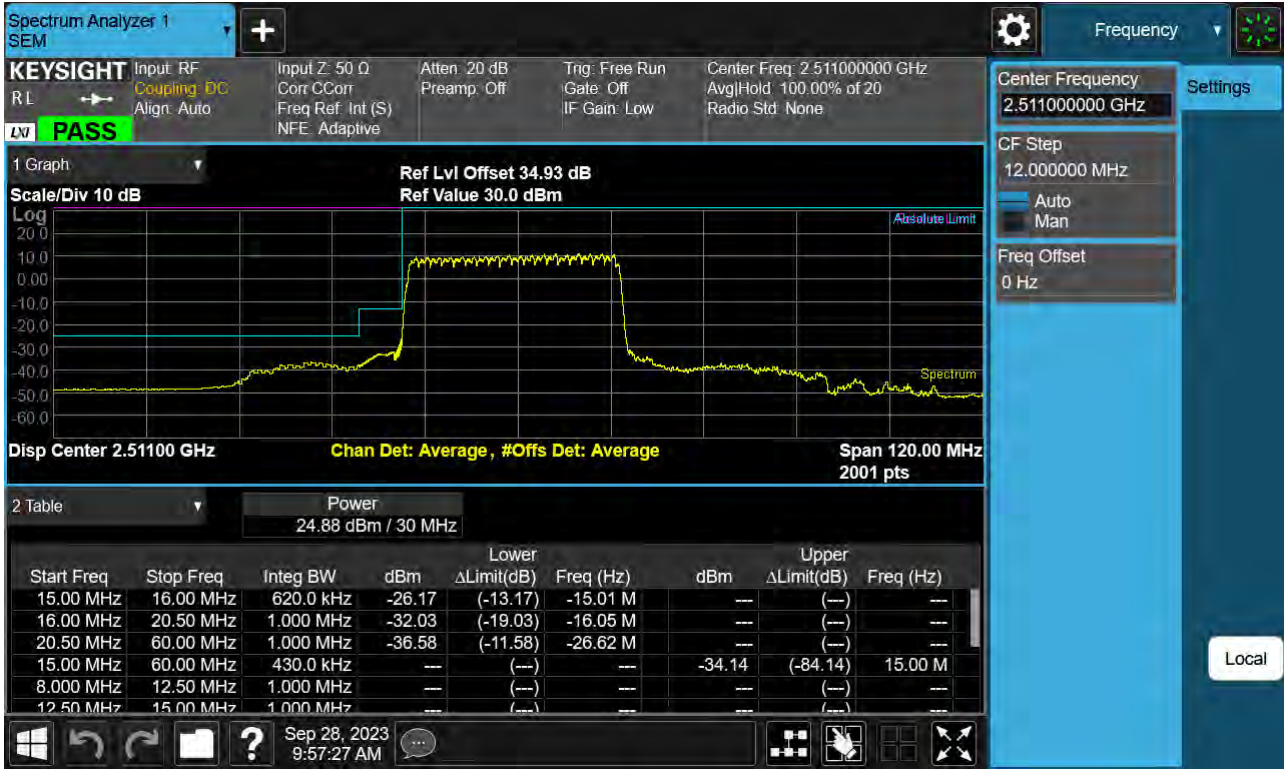 Spectrum Analyzer 1
SEM
+
Frequency
KEYSIGHT
RL
LXI
PASS
Input: RF
Coupling: DC
Align: Auto
Input Z: 50 Ω
Corr CCorr
Freq Ref: Int (S)
NFE: Adaptive
Atten: 20 dB
Preamp: Off
Trig: Free Run
Gate: Off
IF Gain: Low
Center Freq: 2.511000000 GHz
Avg|Hold: 100.00% of 20
Radio Std: None
Center Frequency
2.511000000 GHz
Settings
CF Step
12.000000 MHz
Auto
Man
Freq Offset
0 Hz
Local
1 Graph
Scale/Div 10 dB
Ref Lvl Offset 34.93 dB
Ref Value 30.0 dBm
Log
20.0
10.0
0.00
-10.0
-20.0
-30.0
-40.0
-50.0
-60.0
Absolute Limit
Spectrum
Disp Center 2.51100 GHz
Chan Det: Average, #Offs Det: Average
Span 120.00 MHz
2001 pts
2 Table
Power
24.88 dBm / 30 MHz
Lower Upper
Start Freq Stop Freq Integ BW dBm ΔLimit(dB) Freq (Hz) dBm ΔLimit(dB) Freq (Hz)
15.00 MHz 16.00 MHz 620.0 kHz -26.17 (-13.17) -15.01 M --- (---) ---
16.00 MHz 20.50 MHz 1.000 MHz -32.03 (-19.03) -16.05 M --- (---) ---
20.50 MHz 60.00 MHz 1.000 MHz -36.58 (-11.58) -26.62 M --- (---) ---
15.00 MHz 60.00 MHz 430.0 kHz --- (---) --- -34.14 (-84.14) 15.00 M
8.000 MHz 12.50 MHz 1.000 MHz --- (---) --- --- (---) ---
12.50 MHz 15.00 MHz 1.000 MHz --- (---) --- --- (---) ---
?
Sep 28, 2023
9:57:27 AM